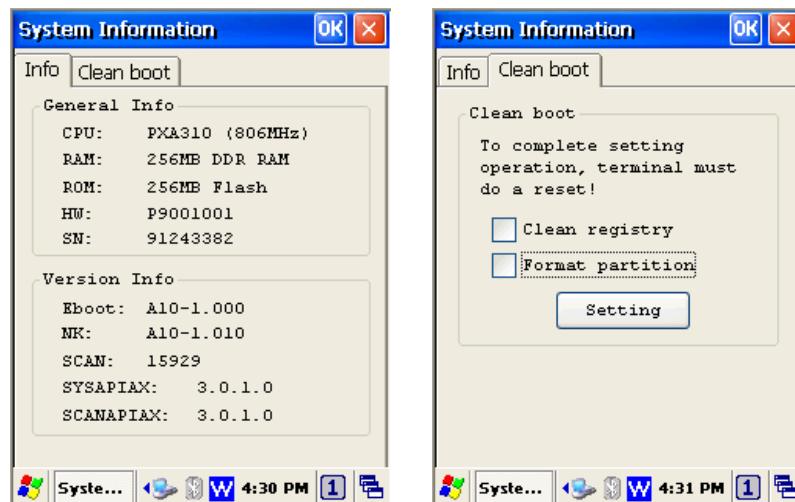 System Information OK
Info Clean boot
General Info
CPU: PXA310 (806MHz)
RAM: 256MB DDR RAM
ROM: 256MB Flash
HW: P9001001
SN: 91243382
Version Info
Eboot: A10-1.000
NK: A10-1.010
SCAN: 15929
SYSAPIAX: 3.0.1.0
SCANAPIAX: 3.0.1.0
Syste... W 4:30 PM 1
System Information OK
Info Clean boot
Clean boot
To complete setting
operation, terminal must
do a reset!
Clean registry
Format partition
Setting
Syste... W 4:31 PM 1